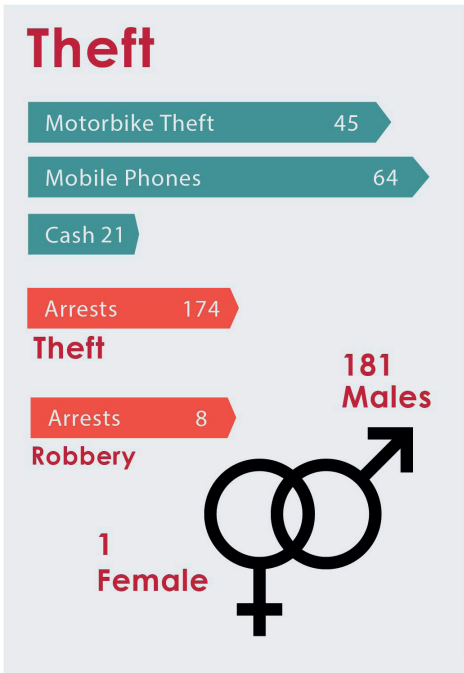 Theft
Motorbike Theft 45
Mobile Phones 64
Cash 21
Arrests 174
Theft
181
Males
Arrests 8
Robbery
1
Female